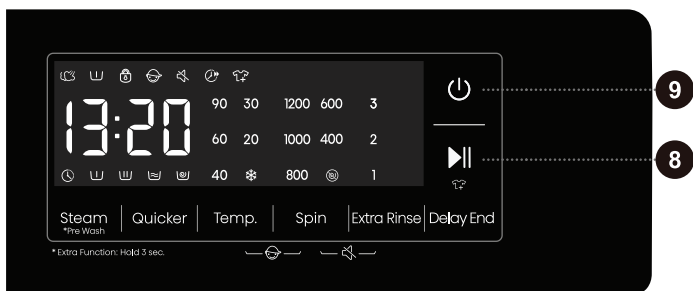 13:20
90 30 1200 600 3
60 20 1000 400 2
40 800 1
9
8
Steam Quicker Temp. Spin Extra Rinse Delay End
*Pre Wash
* Extra Function: Hold 3 sec.